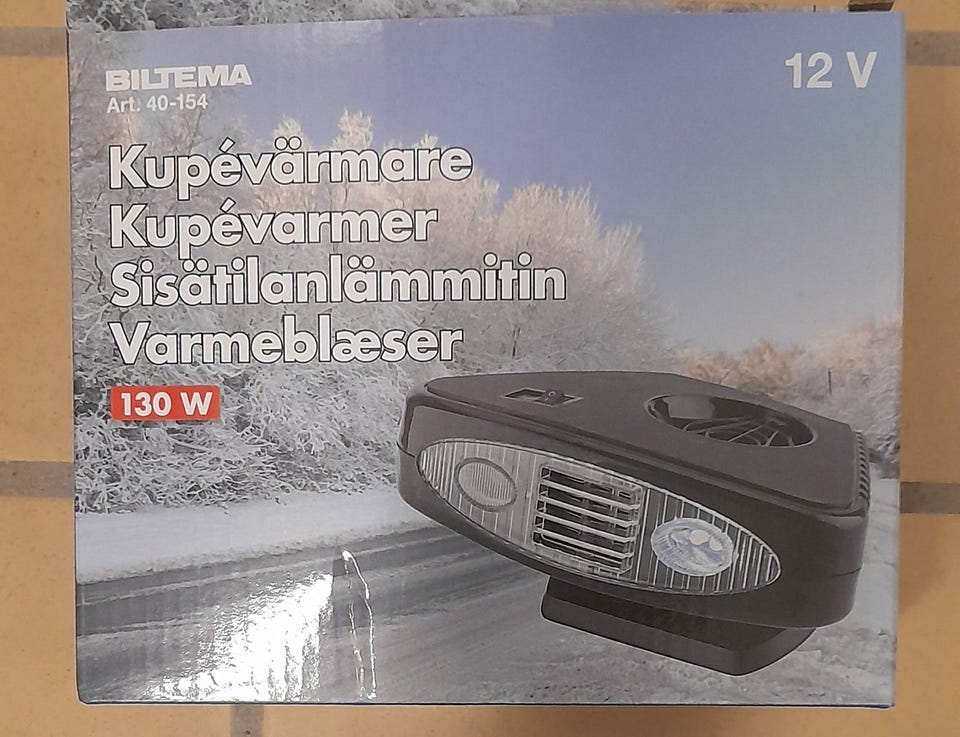 BILTEMA
Art. 40-154
12 V
Kupévärmare
Kupévarmer
Sisätilanlämmitin
Varmeblæser
130 W